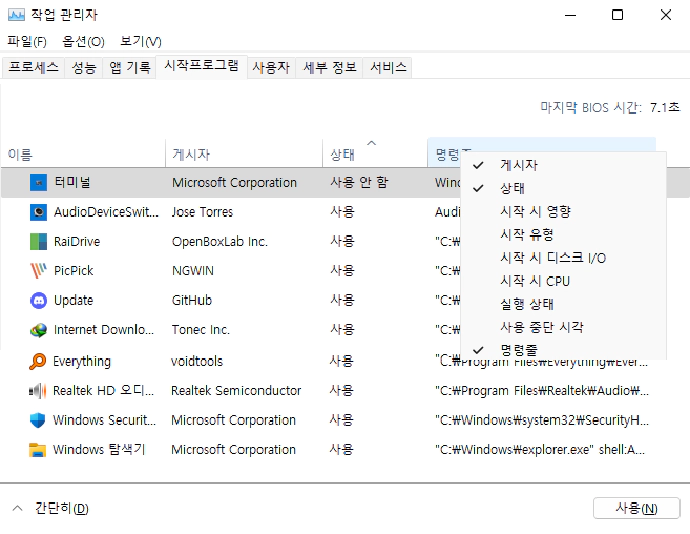 작업 관리자
파일(F) 옵션(O) 보기(V)
프로세스 성능 앱 기록 시작프로그램 사용자 세부 정보 서비스
마지막 BIOS 시간: 7.1초
이름 게시자 상태 명령줄
터미널 Microsoft Corporation 사용 안 함 Winc
AudioDeviceSwit... Jose Torres 사용 Audi
RaiDrive OpenBoxLab Inc. 사용 "C:₩
PicPick NGWIN 사용 "C:₩
Update GitHub 사용 "C:₩
Internet Downlo... Tonec Inc. 사용 "C:₩
Everything voidtools 사용 "C:₩Program Files₩Everything₩Ever...
Realtek HD 오디... Realtek Semiconductor 사용 "C:₩Program Files₩Realtek₩Audio₩...
Windows Securit... Microsoft Corporation 사용 "C:₩Windows₩system32₩SecurityH...
Windows 탐색기 Microsoft Corporation 사용 "C:₩Windows₩explorer.exe" shell:A...
게시자
상태
시작 시 영향
시작 유형
시작 시 디스크 I/O
시작 시 CPU
실행 상태
사용 중단 시각
명령줄
간단히(D) 사용(N)